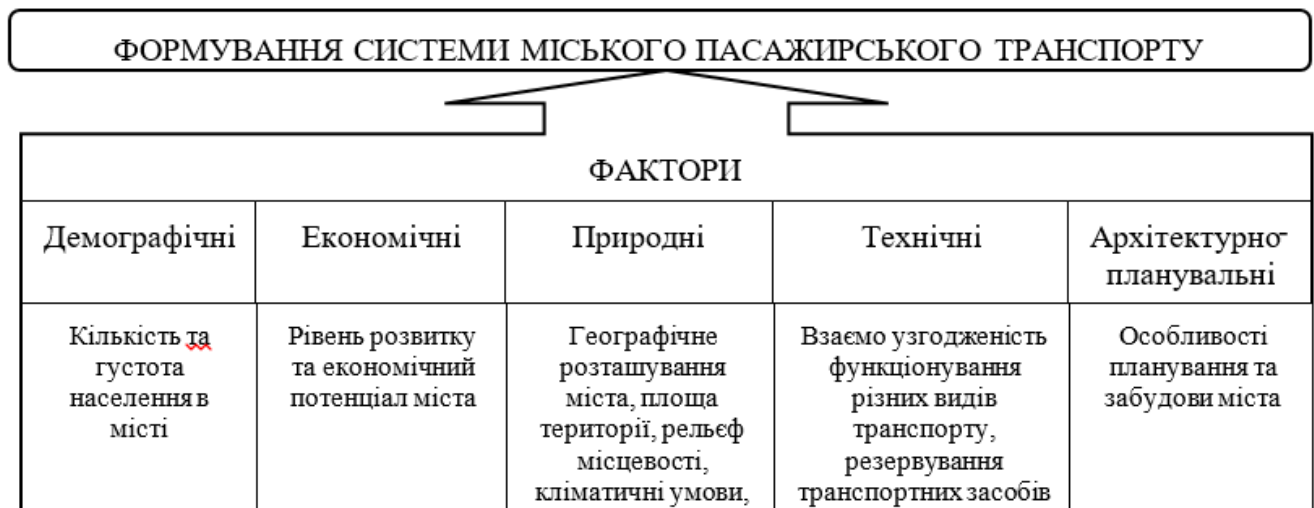 ФОРМУВАННЯ СИСТЕМИ МІСЬКОГО ПАСАЖИРСЬКОГО ТРАНСПОРТУ
ФАКТОРИ
Демографічні
Економічні
Природні
Технічні
Архітектурно-
планувальні
Кількість та
густота
населення в
місті
Рівень розвитку
та економічний
потенціал міста
Географічне
розташування
міста, площа
території, рельєф
місцевості,
кліматичні умови,
Взаємо узгодженість
функціонування
різних видів
транспорту,
резервування
транспортних засобів
Особливості
планування та
забудови міста